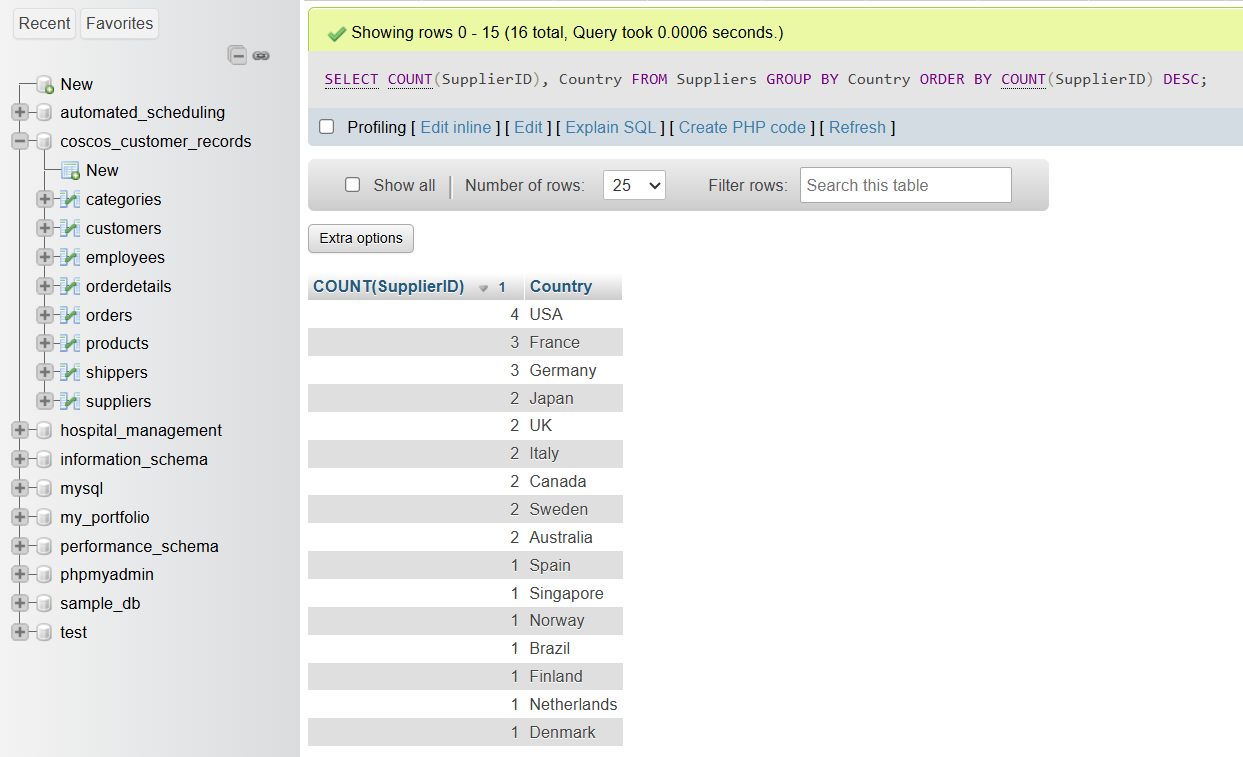 Recent Favorites
New
automated_scheduling
coscos_customer_records
New
categories
customers
employees
orderdetails
orders
products
shippers
suppliers
hospital_management
information_schema
mysql
my_portfolio
performance_schema
phpmyadmin
sample_db
test
Showing rows 0 - 15 (16 total, Query took 0.0006 seconds.)
SELECT COUNT(SupplierID), Country FROM Suppliers GROUP BY Country ORDER BY COUNT(SupplierID) DESC;
Profiling [ Edit inline ] [ Edit ] [ Explain SQL ] [ Create PHP code ] [ Refresh ]
Show all | Number of rows: 25 Filter rows: Search this table
Extra options
COUNT(SupplierID) 1 Country
4 USA
3 France
3 Germany
2 Japan
2 UK
2 Italy
2 Canada
2 Sweden
2 Australia
1 Spain
1 Singapore
1 Norway
1 Brazil
1 Finland
1 Netherlands
1 Denmark